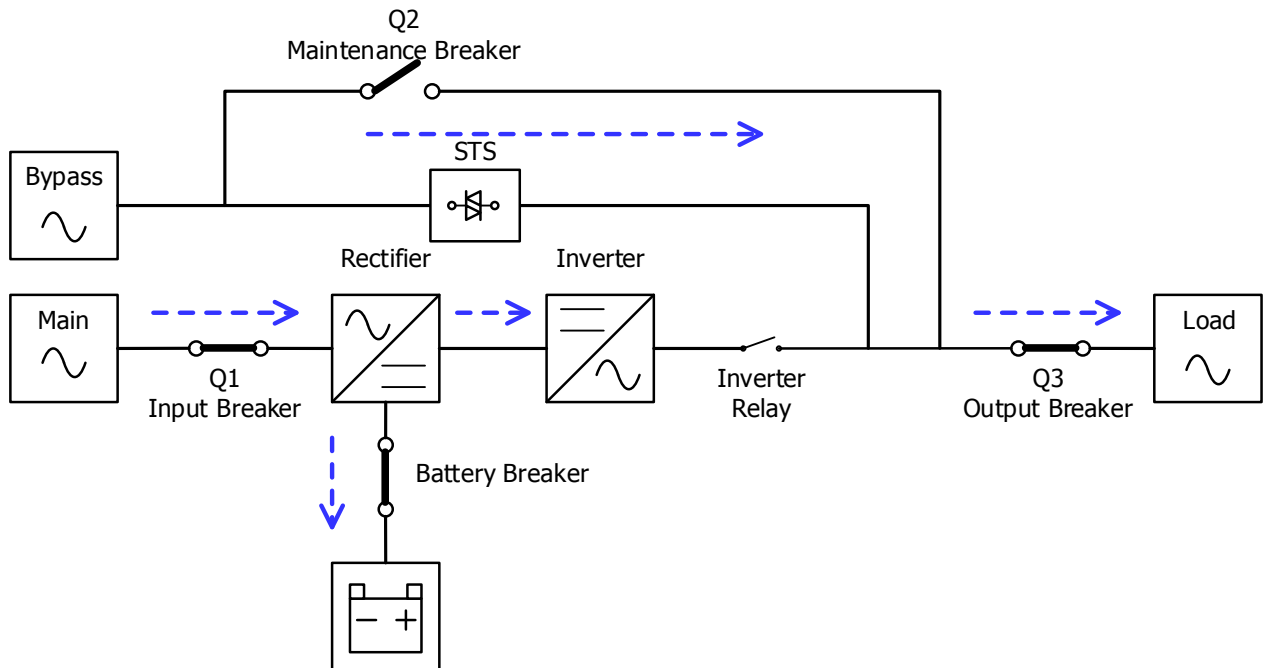 Q2
Maintenance Breaker
STS
Bypass
Rectifier
Inverter
Main
Load
Q1
Input Breaker
Inverter
Relay
Q3
Output Breaker
Battery Breaker